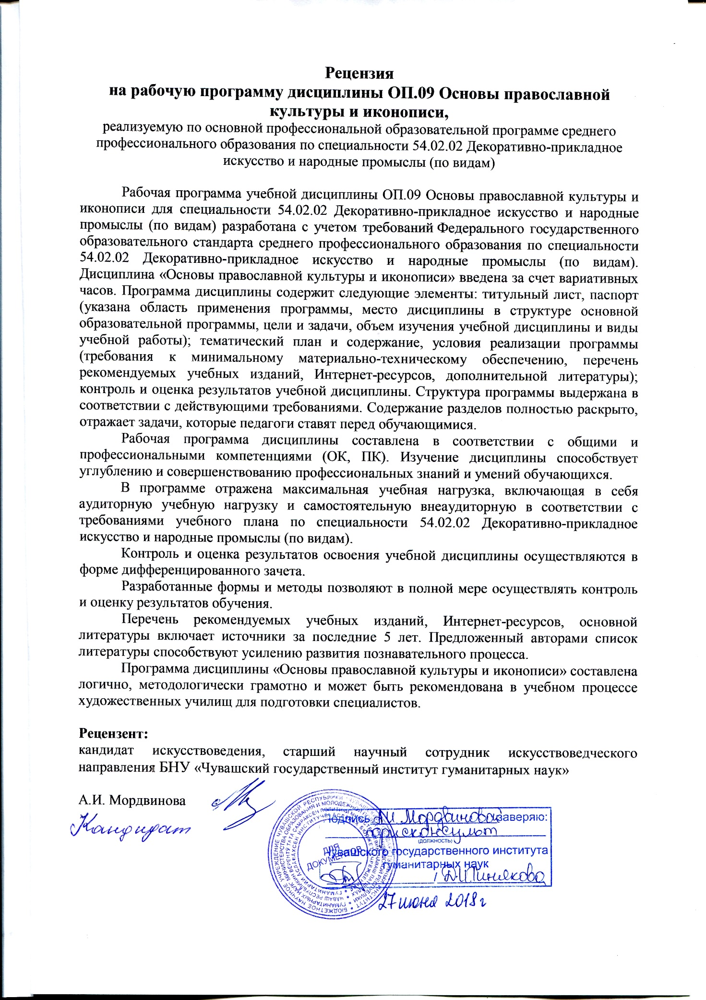 Рецензия
на рабочую программу дисциплины ОП.09 Основы православной
культуры и иконописи,
реализуемую по основной профессиональной образовательной программе среднего
профессионального образования по специальности 54.02.02 Декоративно-прикладное
искусство и народные промыслы (по видам)
Рабочая программа учебной дисциплины ОП.09 Основы православной культуры и
иконописи для специальности 54.02.02 Декоративно-прикладное искусство и народные
промыслы (по видам) разработана с учетом требований Федерального государственного
образовательного стандарта среднего профессионального образования по специальности
54.02.02 Декоративно-прикладное искусство и народные промыслы (по видам).
Дисциплина «Основы православной культуры и иконописи» введена за счет вариативных
часов. Программа дисциплины содержит следующие элементы: титульный лист, паспорт
(указана область применения программы, место дисциплины в структуре основной
образовательной программы, цели и задачи, объем изучения учебной дисциплины и виды
учебной работы); тематический план и содержание, условия реализации программы
(требования к минимальному материально-техническому обеспечению, перечень
рекомендуемых учебных изданий, Интернет-ресурсов, дополнительной литературы);
контроль и оценка результатов учебной дисциплины. Структура программы выдержана в
соответствии с действующими требованиями. Содержание разделов полностью раскрыто,
отражает задачи, которые педагоги ставят перед обучающимися.
Рабочая программа дисциплины составлена в соответствии с общими и
профессиональными компетенциями (ОК, ПК). Изучение дисциплины способствует
углублению и совершенствованию профессиональных знаний и умений обучающихся.
В программе отражена максимальная учебная нагрузка, включающая в себя
аудиторную учебную нагрузку и самостоятельную внеаудиторную в соответствии с
требованиями учебного плана по специальности 54.02.02 Декоративно-прикладное
искусство и народные промыслы (по видам).
Контроль и оценка результатов освоения учебной дисциплины осуществляются в
форме дифференцированного зачета.
Разработанные формы и методы позволяют в полной мере осуществлять контроль
и оценку результатов обучения.
Перечень рекомендуемых учебных изданий, Интернет-ресурсов, основной
литературы включает источники за последние 5 лет. Предложенный авторами список
литературы способствуют усилению развития познавательного процесса.
Программа дисциплины «Основы православной культуры и иконописи» составлена
логично, методологически грамотно и может быть рекомендована в учебном процессе
художественных училищ для подготовки специалистов.
Рецензент:
кандидат искусствоведения, старший научный сотрудник искусствоведческого
направления БНУ «Чувашский государственный институт гуманитарных наук»
А.И. Мордвинова
Кандидат
Подпись А.И. Мордвиновой заверяю:
юрисконсульт
(должность)
Чувашского государственного института
гуманитарных наук
/ Д.И. Пинякова
ДЛЯ
ДОКУМЕНТОВ
27 июня 2018 г